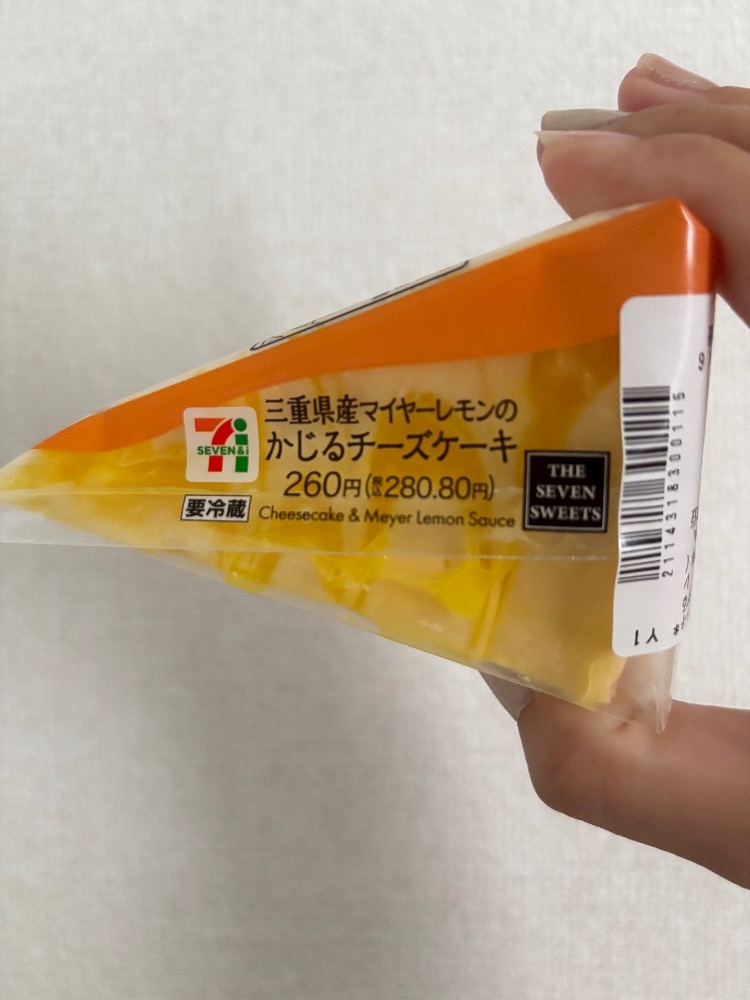 三重県産マイヤーレモンの
かじるチーズケーキ
260円(税込280.80円)
要冷蔵
Cheesecake & Meyer Lemon Sauce
SEVEN&i
THE
SEVEN
SWEETS
2114318300115
Y1